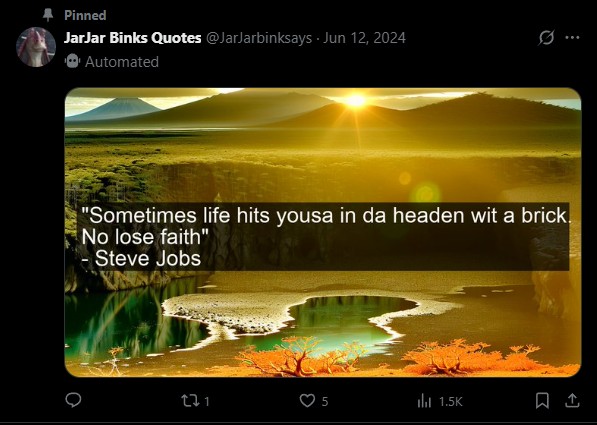 Pinned
JarJar Binks Quotes @JarJarbinksays · Jun 12, 2024
Automated
"Sometimes life hits yousa in da headen wit a brick.
No lose faith"
- Steve Jobs
1 5 1.5K